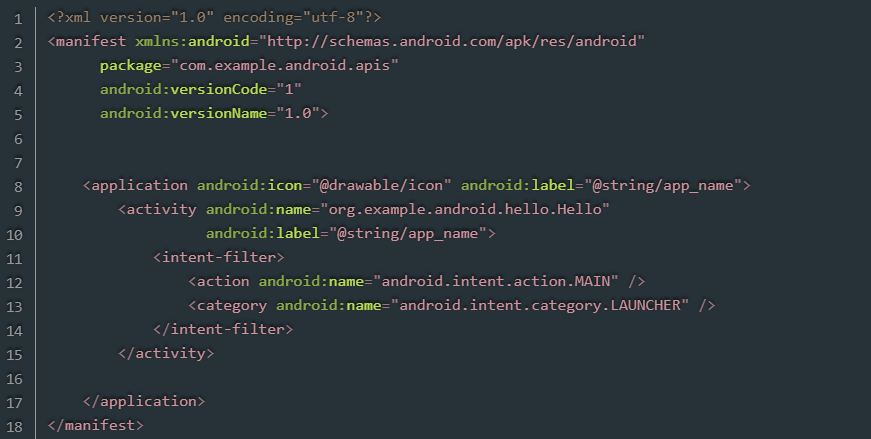 1 <?xml version="1.0" encoding="utf-8"?>
2 <manifest xmlns:android="http://schemas.android.com/apk/res/android"
3       package="com.example.android.apis"
4       android:versionCode="1"
5       android:versionName="1.0">
6
7
8     <application android:icon="@drawable/icon" android:label="@string/app_name">
9         <activity android:name="org.example.android.hello.Hello"
10                   android:label="@string/app_name">
11             <intent-filter>
12                 <action android:name="android.intent.action.MAIN" />
13                 <category android:name="android.intent.category.LAUNCHER" />
14             </intent-filter>
15         </activity>
16
17     </application>
18 </manifest>